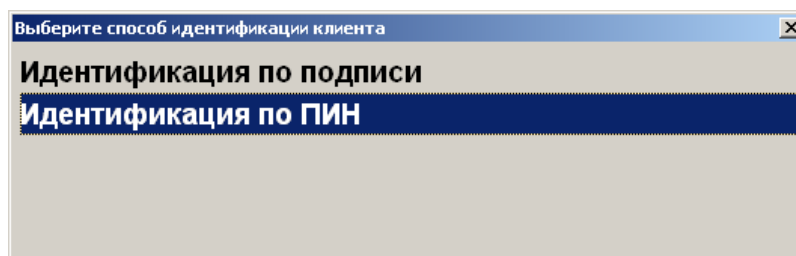 Выберите способ идентификации клиента
Идентификация по подписи
Идентификация по ПИН